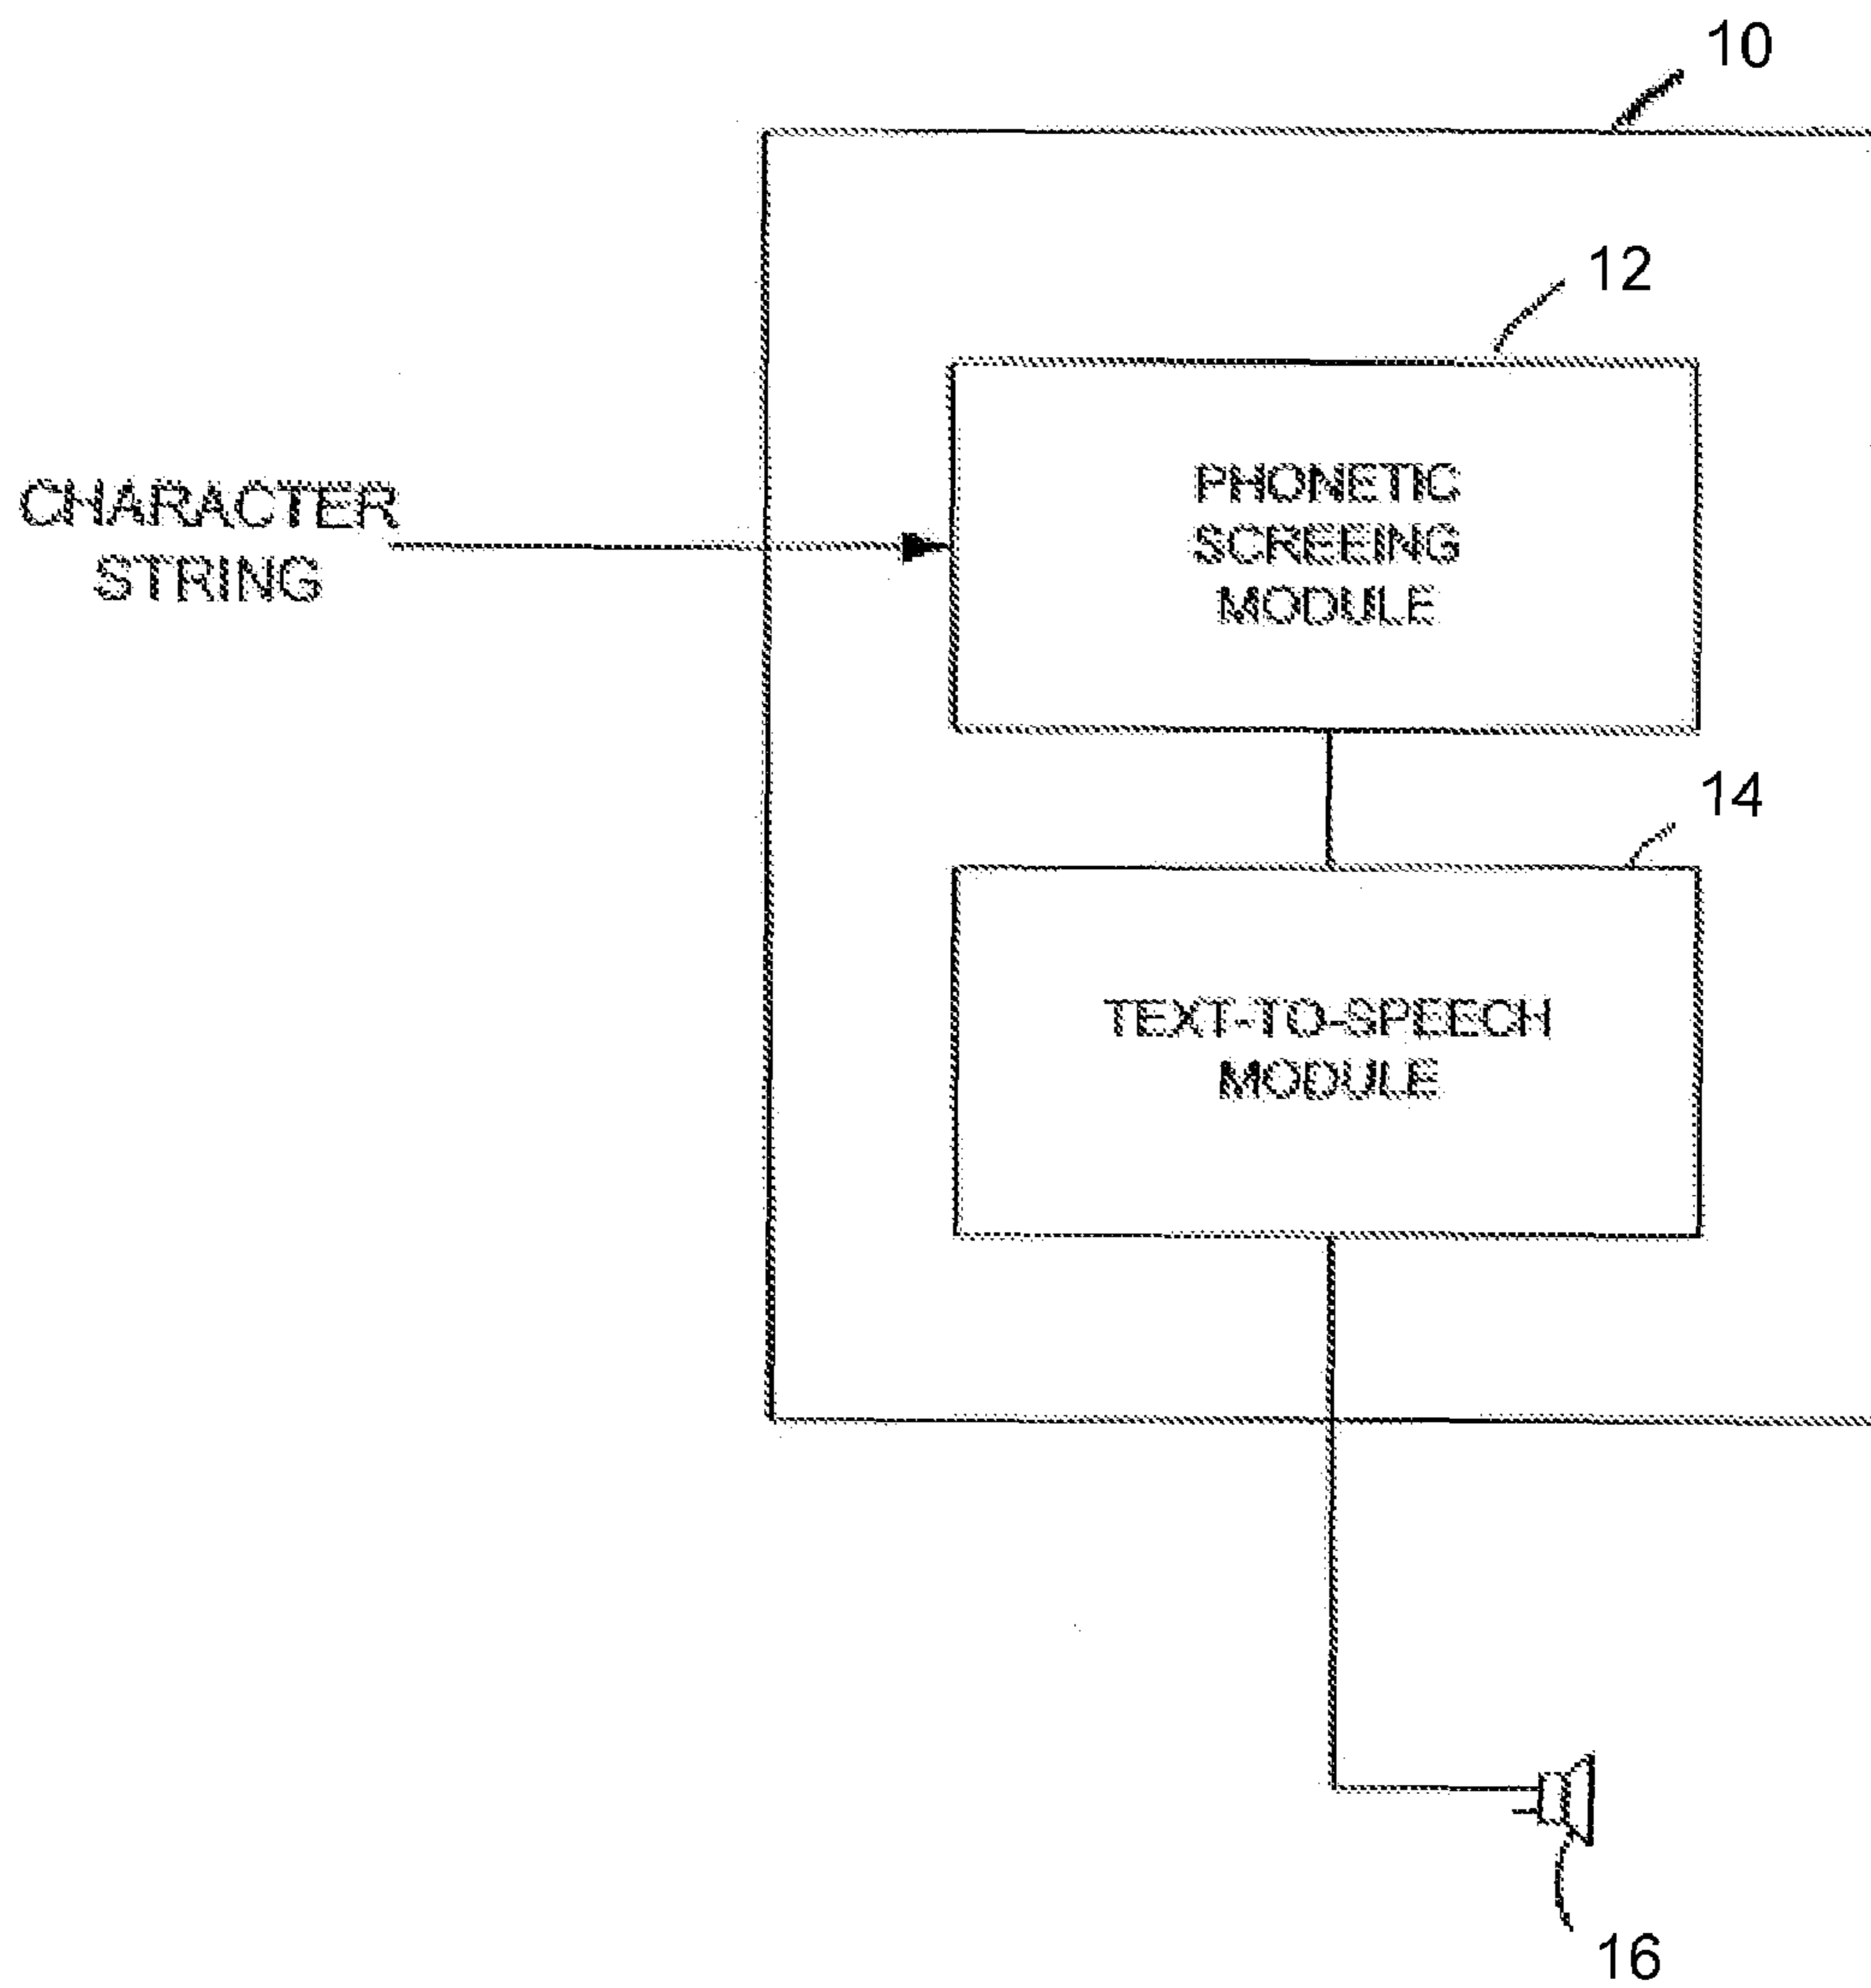 10
12
CHARACTER
STRING
PHONETIC
SCREEING
MODULE
14
TEXT-TO-SPEECH
MODULE
16